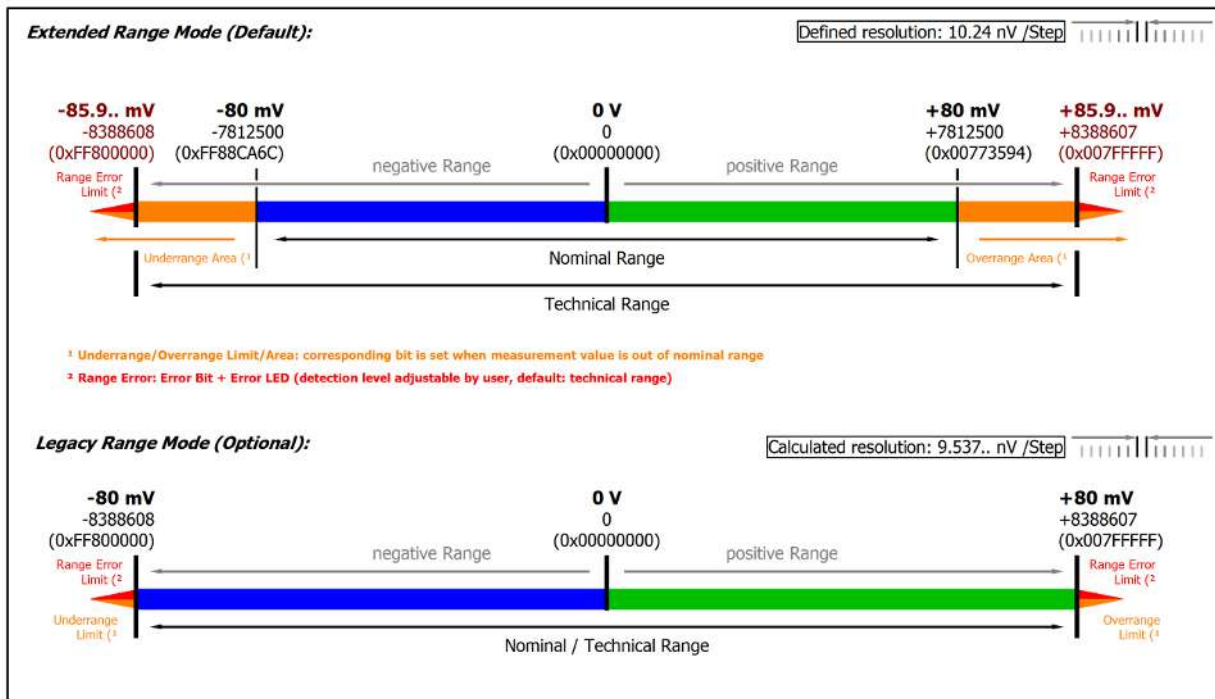 Extended Range Mode (Default):
Defined resolution: 10.24 nV /Step
-85.9.. mV
-8388608
(0xFF800000)
-80 mV
-7812500
(0xFF88CA6C)
0 V
0
(0x00000000)
+80 mV
+7812500
(0x00773594)
+85.9.. mV
+8388607
(0x007FFFFF)
negative Range
positive Range
Range Error
Limit (²
Range Error
Limit (²
Underrange Area (¹
Nominal Range
Overrange Area (¹
Technical Range
¹ Underrange/Overrange Limit/Area: corresponding bit is set when measurement value is out of nominal range
² Range Error: Error Bit + Error LED (detection level adjustable by user, default: technical range)
Legacy Range Mode (Optional):
Calculated resolution: 9.537.. nV /Step
-80 mV
-8388608
(0xFF800000)
0 V
0
(0x00000000)
+80 mV
+8388607
(0x007FFFFF)
negative Range
positive Range
Range Error
Limit (²
Range Error
Limit (²
Underrange
Limit (¹
Overrange
Limit (¹
Nominal / Technical Range